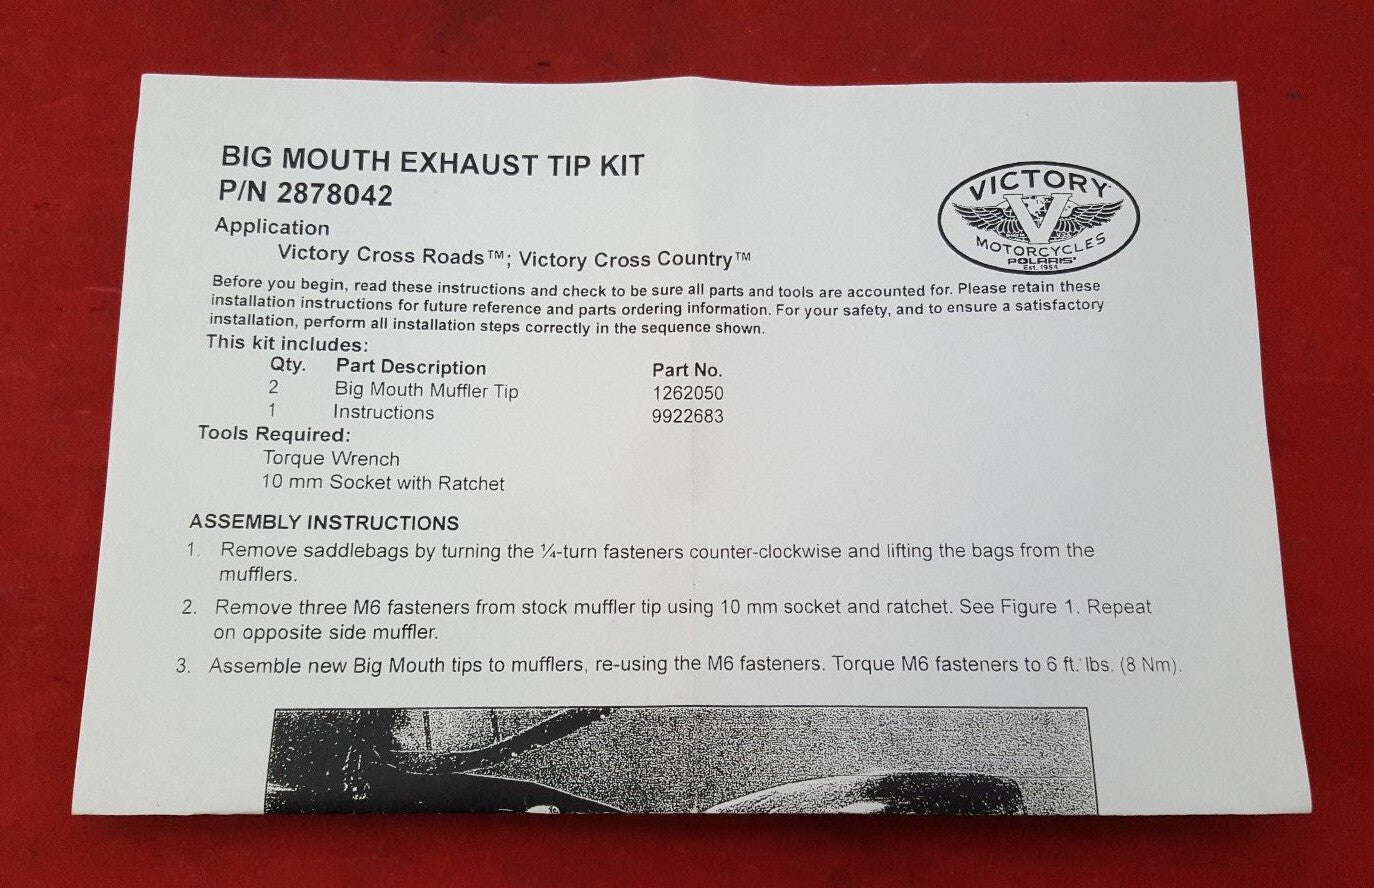 BIG MOUTH EXHAUST TIP KIT
P/N 2878042
VICTORY
MOTORCYCLES
POLARIS
Est. 1954
Application
Victory Cross Roads™; Victory Cross Country™
Before you begin, read these instructions and check to be sure all parts and tools are accounted for. Please retain these
installation instructions for future reference and parts ordering information. For your safety, and to ensure a satisfactory
installation, perform all installation steps correctly in the sequence shown.
This kit includes:
Qty. Part Description Part No.
2 Big Mouth Muffler Tip 1262050
1 Instructions 9922683
Tools Required:
Torque Wrench
10 mm Socket with Ratchet
ASSEMBLY INSTRUCTIONS
1. Remove saddlebags by turning the ¼-turn fasteners counter-clockwise and lifting the bags from the
mufflers.
2. Remove three M6 fasteners from stock muffler tip using 10 mm socket and ratchet. See Figure 1. Repeat
on opposite side muffler.
3. Assemble new Big Mouth tips to mufflers, re-using the M6 fasteners. Torque M6 fasteners to 6 ft. lbs. (8 Nm).